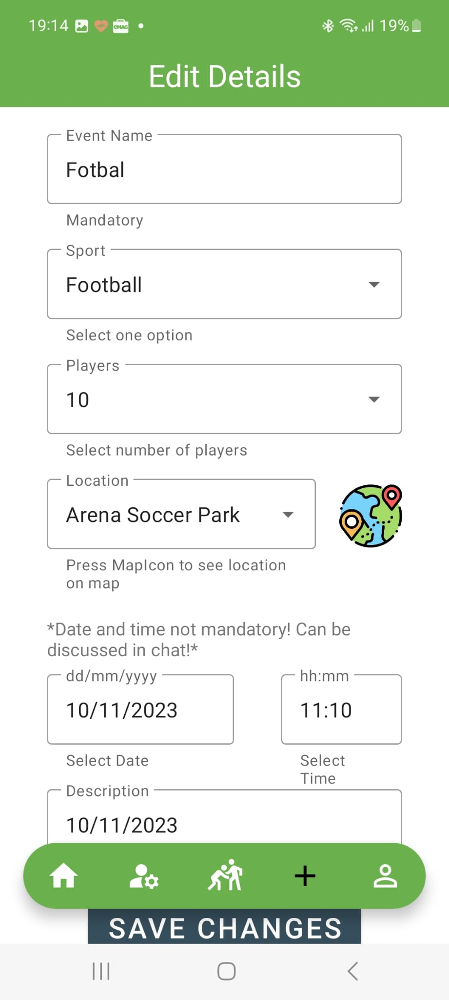 19:14 eMAG 19%
Edit Details
Event Name
Fotbal
Mandatory
Sport
Football
Select one option
Players
10
Select number of players
Location
Arena Soccer Park
Press MapIcon to see location
on map
*Date and time not mandatory! Can be
discussed in chat!*
dd/mm/yyyy
10/11/2023
Select Date
hh:mm
11:10
Select
Time
Description
10/11/2023
SAVE CHANGES